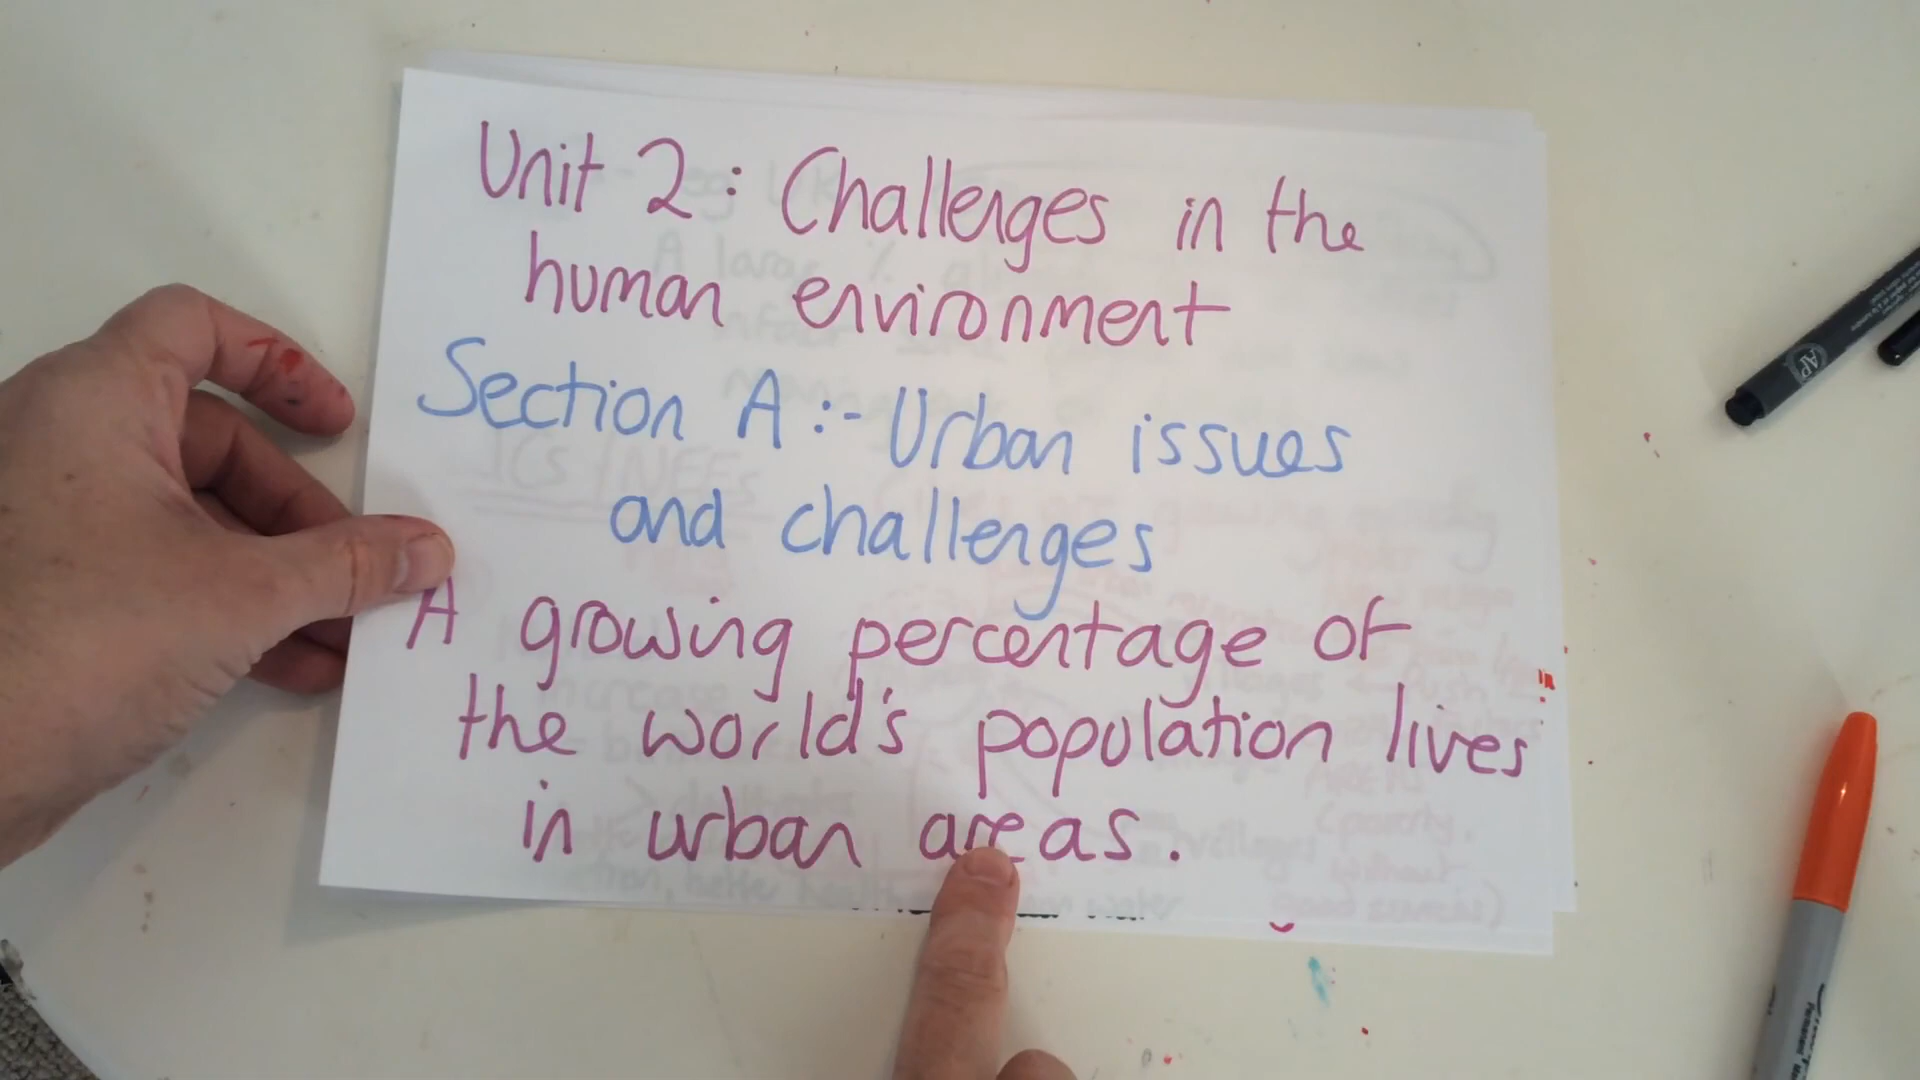 Unit 2: Challenges in the
human environment
Section A :- Urban issues
and challenges
A growing percentage of
the world's population lives
in urban areas.